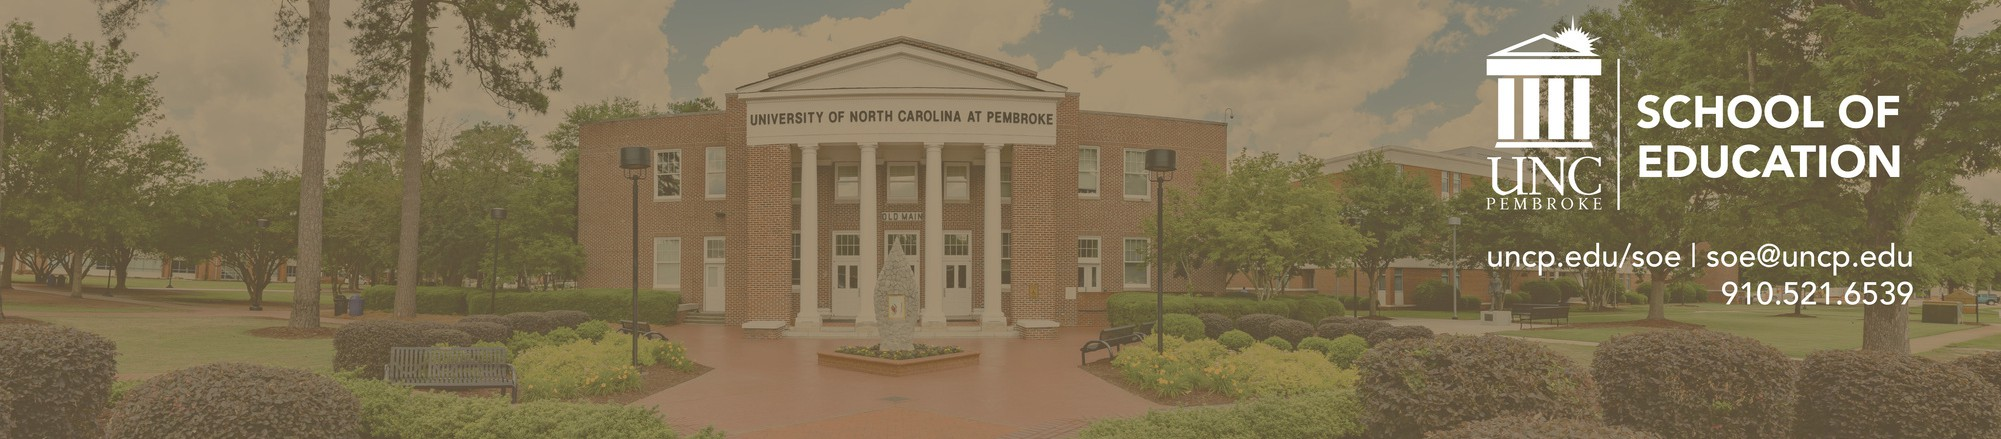 UNIVERSITY OF NORTH CAROLINA AT PEMBROKE
OLD MAIN
UNC
PEMBROKE
SCHOOL OF
EDUCATION
uncp.edu/soe | soe@uncp.edu
910.521.6539